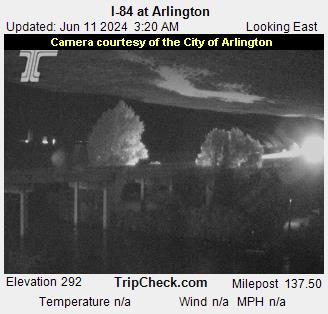 I-84 at Arlington
Updated: Jun 11 2024 3:20 AM Looking East
Camera courtesy of the City of Arlington
Elevation 292 TripCheck.com Milepost 137.50
Temperature n/a Wind n/a MPH n/a